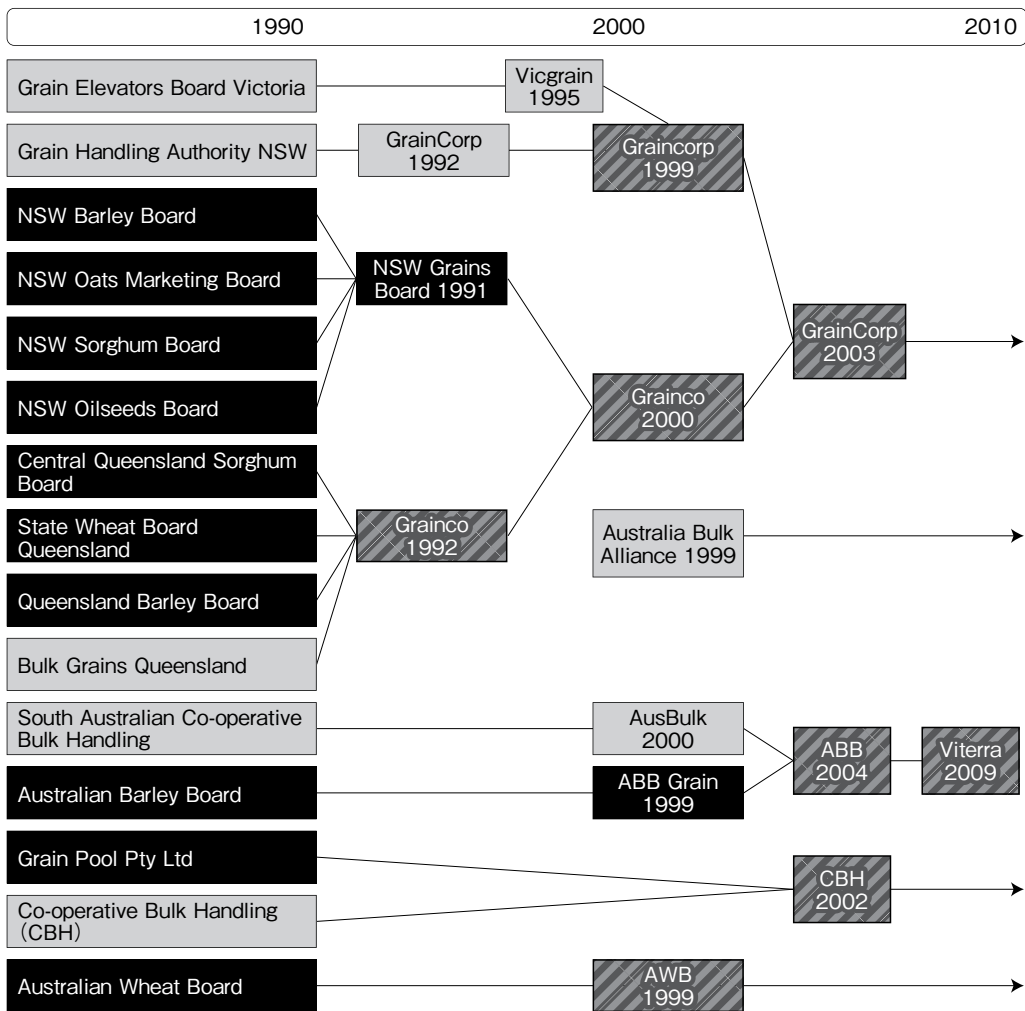 1990 2000 2010
Grain Elevators Board Victoria
Vicgrain
1995
Grain Handling Authority NSW
GrainCorp
1992
Graincorp
1999
NSW Barley Board
NSW Oats Marketing Board
NSW Grains
Board 1991
NSW Sorghum Board
GrainCorp
2003
NSW Oilseeds Board
Grainco
2000
Central Queensland Sorghum
Board
State Wheat Board
Queensland
Grainco
1992
Australia Bulk
Alliance 1999
Queensland Barley Board
Bulk Grains Queensland
South Australian Co-operative
Bulk Handling
AusBulk
2000
ABB
2004
Viterra
2009
Australian Barley Board
ABB Grain
1999
Grain Pool Pty Ltd
CBH
2002
Co-operative Bulk Handling
（CBH）
Australian Wheat Board
AWB
1999